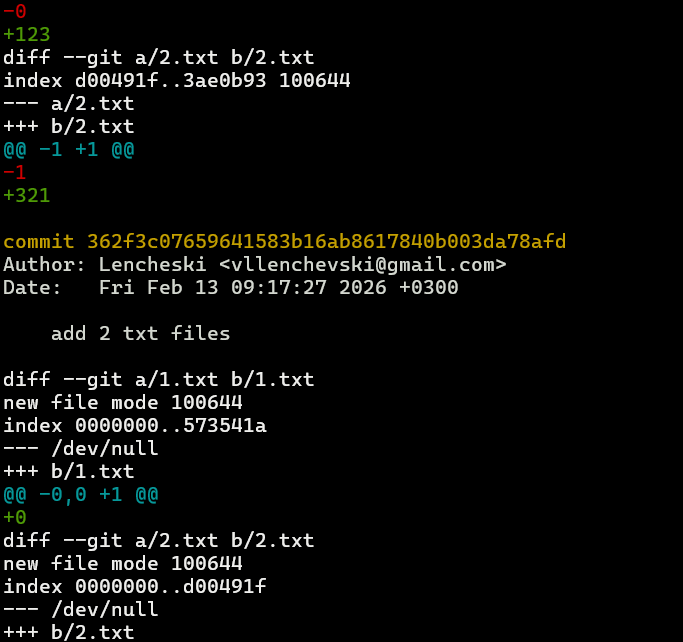 -0
+123
diff --git a/2.txt b/2.txt
index d00491f..3ae0b93 100644
--- a/2.txt
+++ b/2.txt
@@ -1 +1 @@
-1
+321
commit 362f3c07659641583b16ab8617840b003da78afd
Author: Lencheski <vllenchevski@gmail.com>
Date:   Fri Feb 13 09:17:27 2026 +0300
    add 2 txt files
diff --git a/1.txt b/1.txt
new file mode 100644
index 0000000..573541a
--- /dev/null
+++ b/1.txt
@@ -0,0 +1 @@
+0
diff --git a/2.txt b/2.txt
new file mode 100644
index 0000000..d00491f
--- /dev/null
+++ b/2.txt